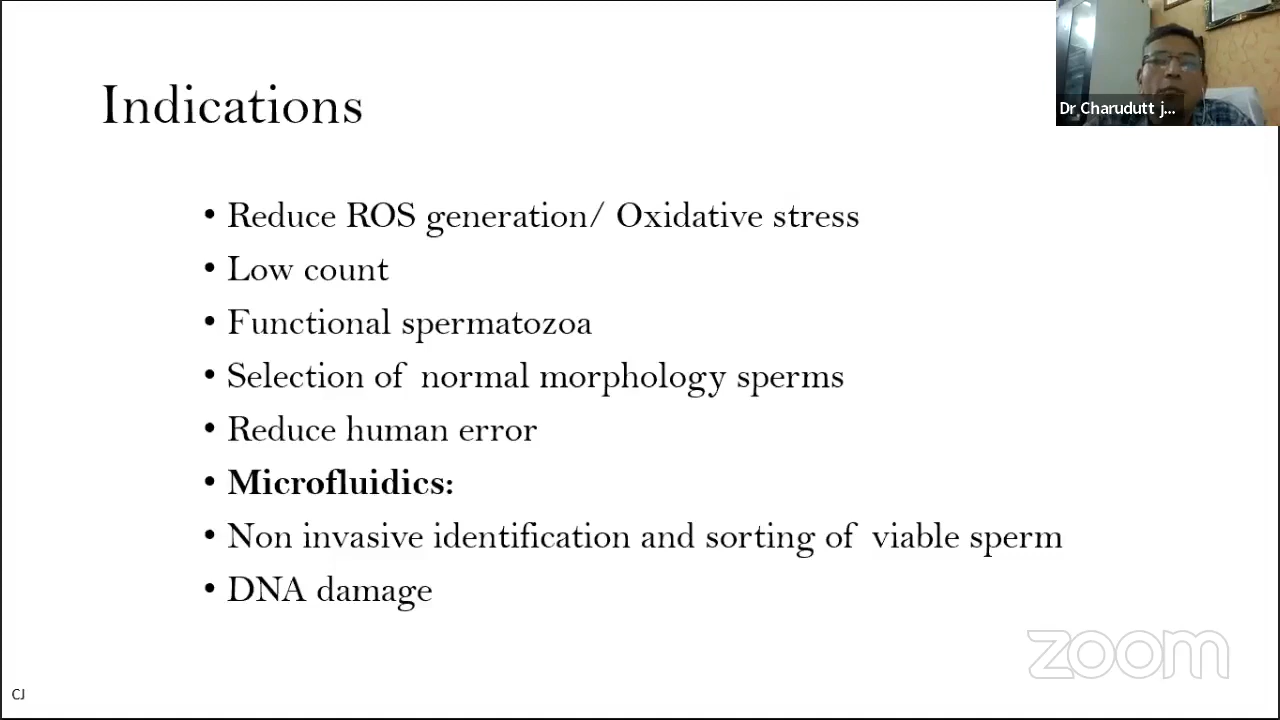 Indications
Dr Charudutt j...
• Reduce ROS generation/ Oxidative stress
• Low count
• Functional spermatozoa
• Selection of normal morphology sperms
• Reduce human error
• Microfluidics:
• Non invasive identification and sorting of viable sperm
• DNA damage
zoom
CJ